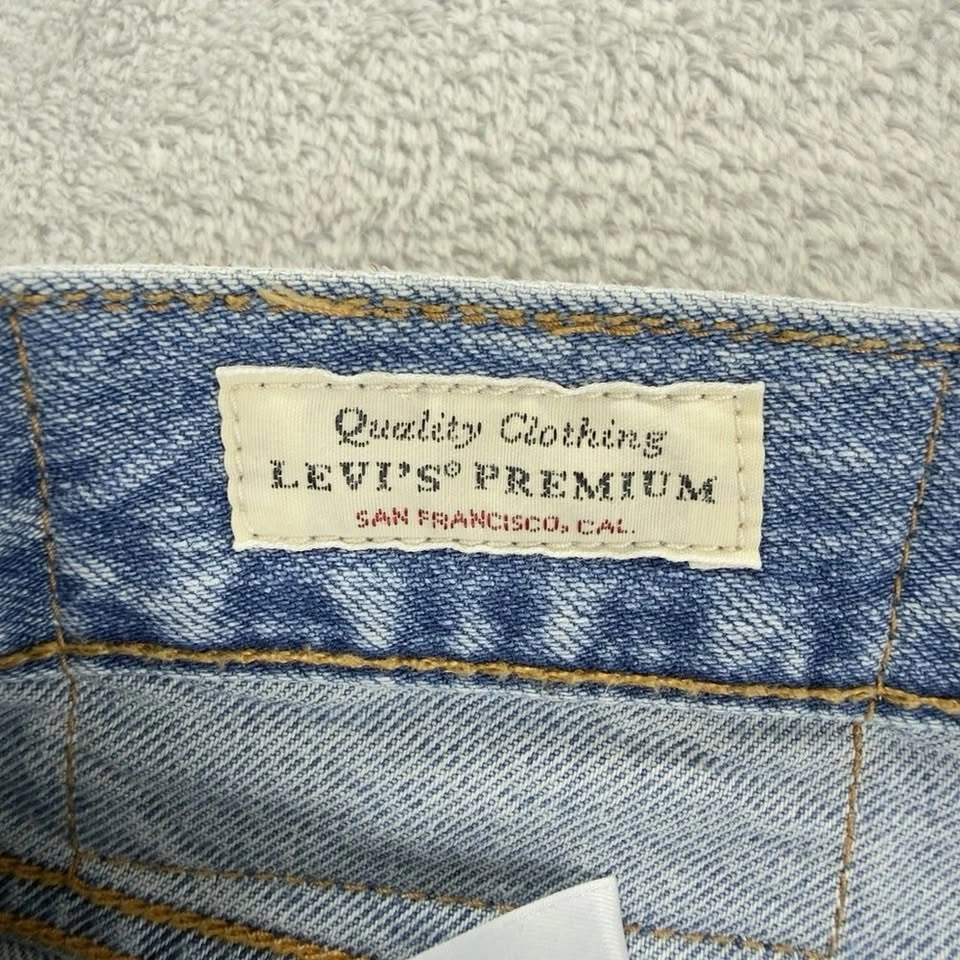 Quality Clothing
LEVI'S® PREMIUM
SAN FRANCISCO, CAL.